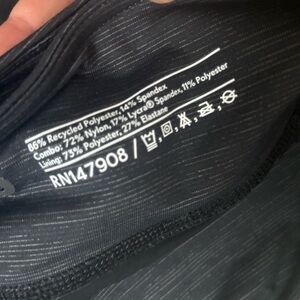 86% Recycled Polyester, 14% Spandex
Combo: 72% Nylon, 17% Lycra® Spandex, 11% Polyester
Lining: 73% Polyester, 27% Elastane
RN147908 /